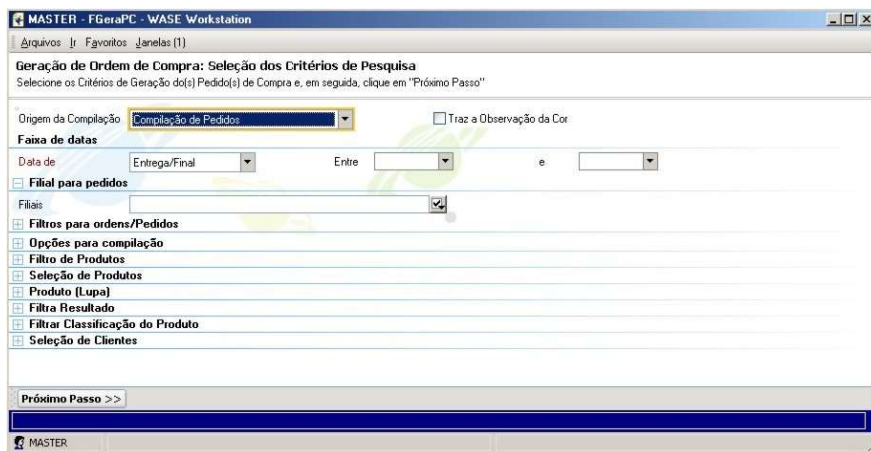 MASTER - FGeraPC - WASE Workstation
Arquivos Ir Favoritos Janelas (1)
Geração de Ordem de Compra: Seleção dos Critérios de Pesquisa
Selecione os Critérios de Geração do(s) Pedido(s) de Compra e, em seguida, clique em "Próximo Passo"
Origem da Compilação Compilação de Pedidos Traz a Observação da Cor
Faixa de datas
Data de Entrega/Final Entre e
Filial para pedidos
Filiais
Filtros para ordens/Pedidos
Opções para compilação
Filtro de Produtos
Seleção de Produtos
Produto (Lupa)
Filtra Resultado
Filtrar Classificação do Produto
Seleção de Clientes
Próximo Passo >>
MASTER